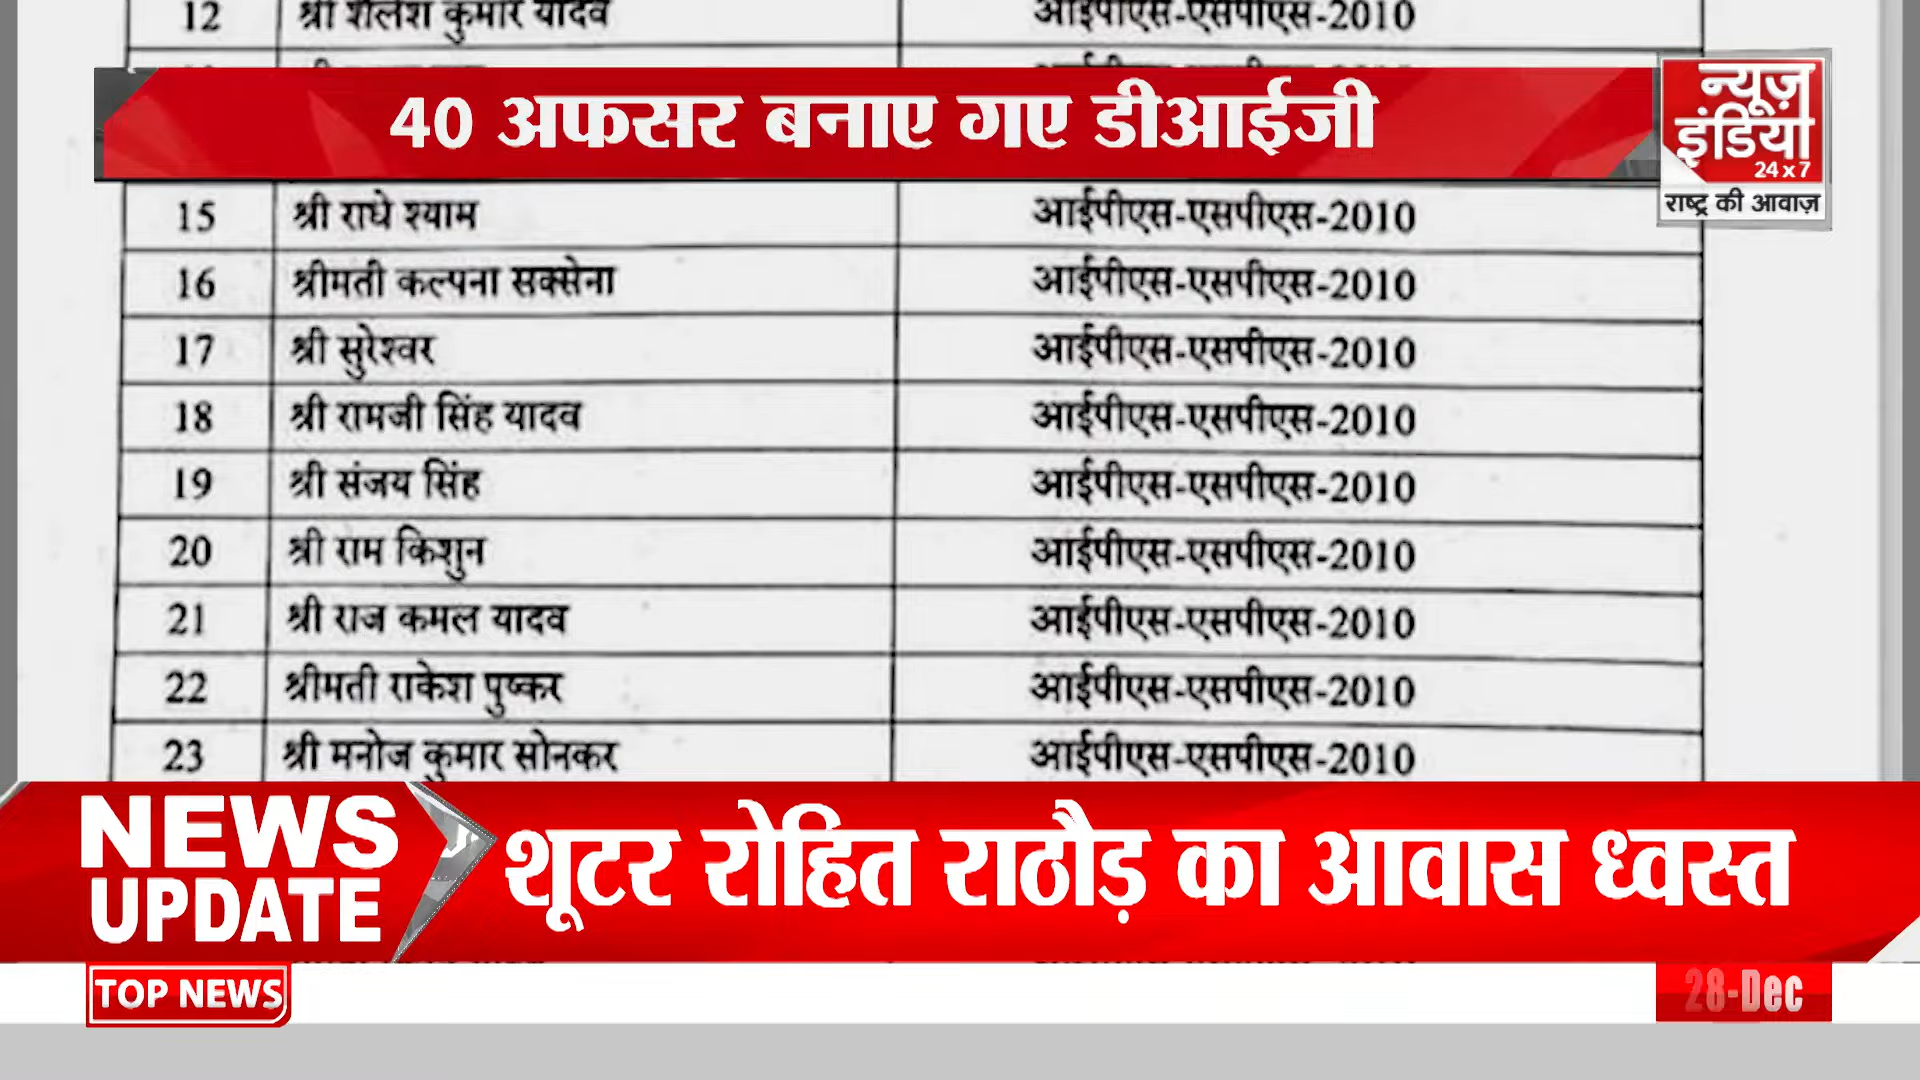 12 श्री शैलेश कुमार यादव आईपीएस-एसपीएस-2010
40 अफसर बनाए गए डीआईजी
न्यूज़
इंडिया
24x7
राष्ट्र की आवाज़
15 श्री राधे श्याम आईपीएस-एसपीएस-2010
16 श्रीमती कल्पना सक्सेना आईपीएस-एसपीएस-2010
17 श्री सुरेश्वर आईपीएस-एसपीएस-2010
18 श्री रामजी सिंह यादव आईपीएस-एसपीएस-2010
19 श्री संजय सिंह आईपीएस-एसपीएस-2010
20 श्री राम किशुन आईपीएस-एसपीएस-2010
21 श्री राज कमल यादव आईपीएस-एसपीएस-2010
22 श्रीमती राकेश पुष्कर आईपीएस-एसपीएस-2010
23 श्री मनोज कुमार सोनकर आईपीएस-एसपीएस-2010
NEWS
UPDATE
शूटर रोहित राठौड़ का आवास ध्वस्त
TOP NEWS
28-Dec